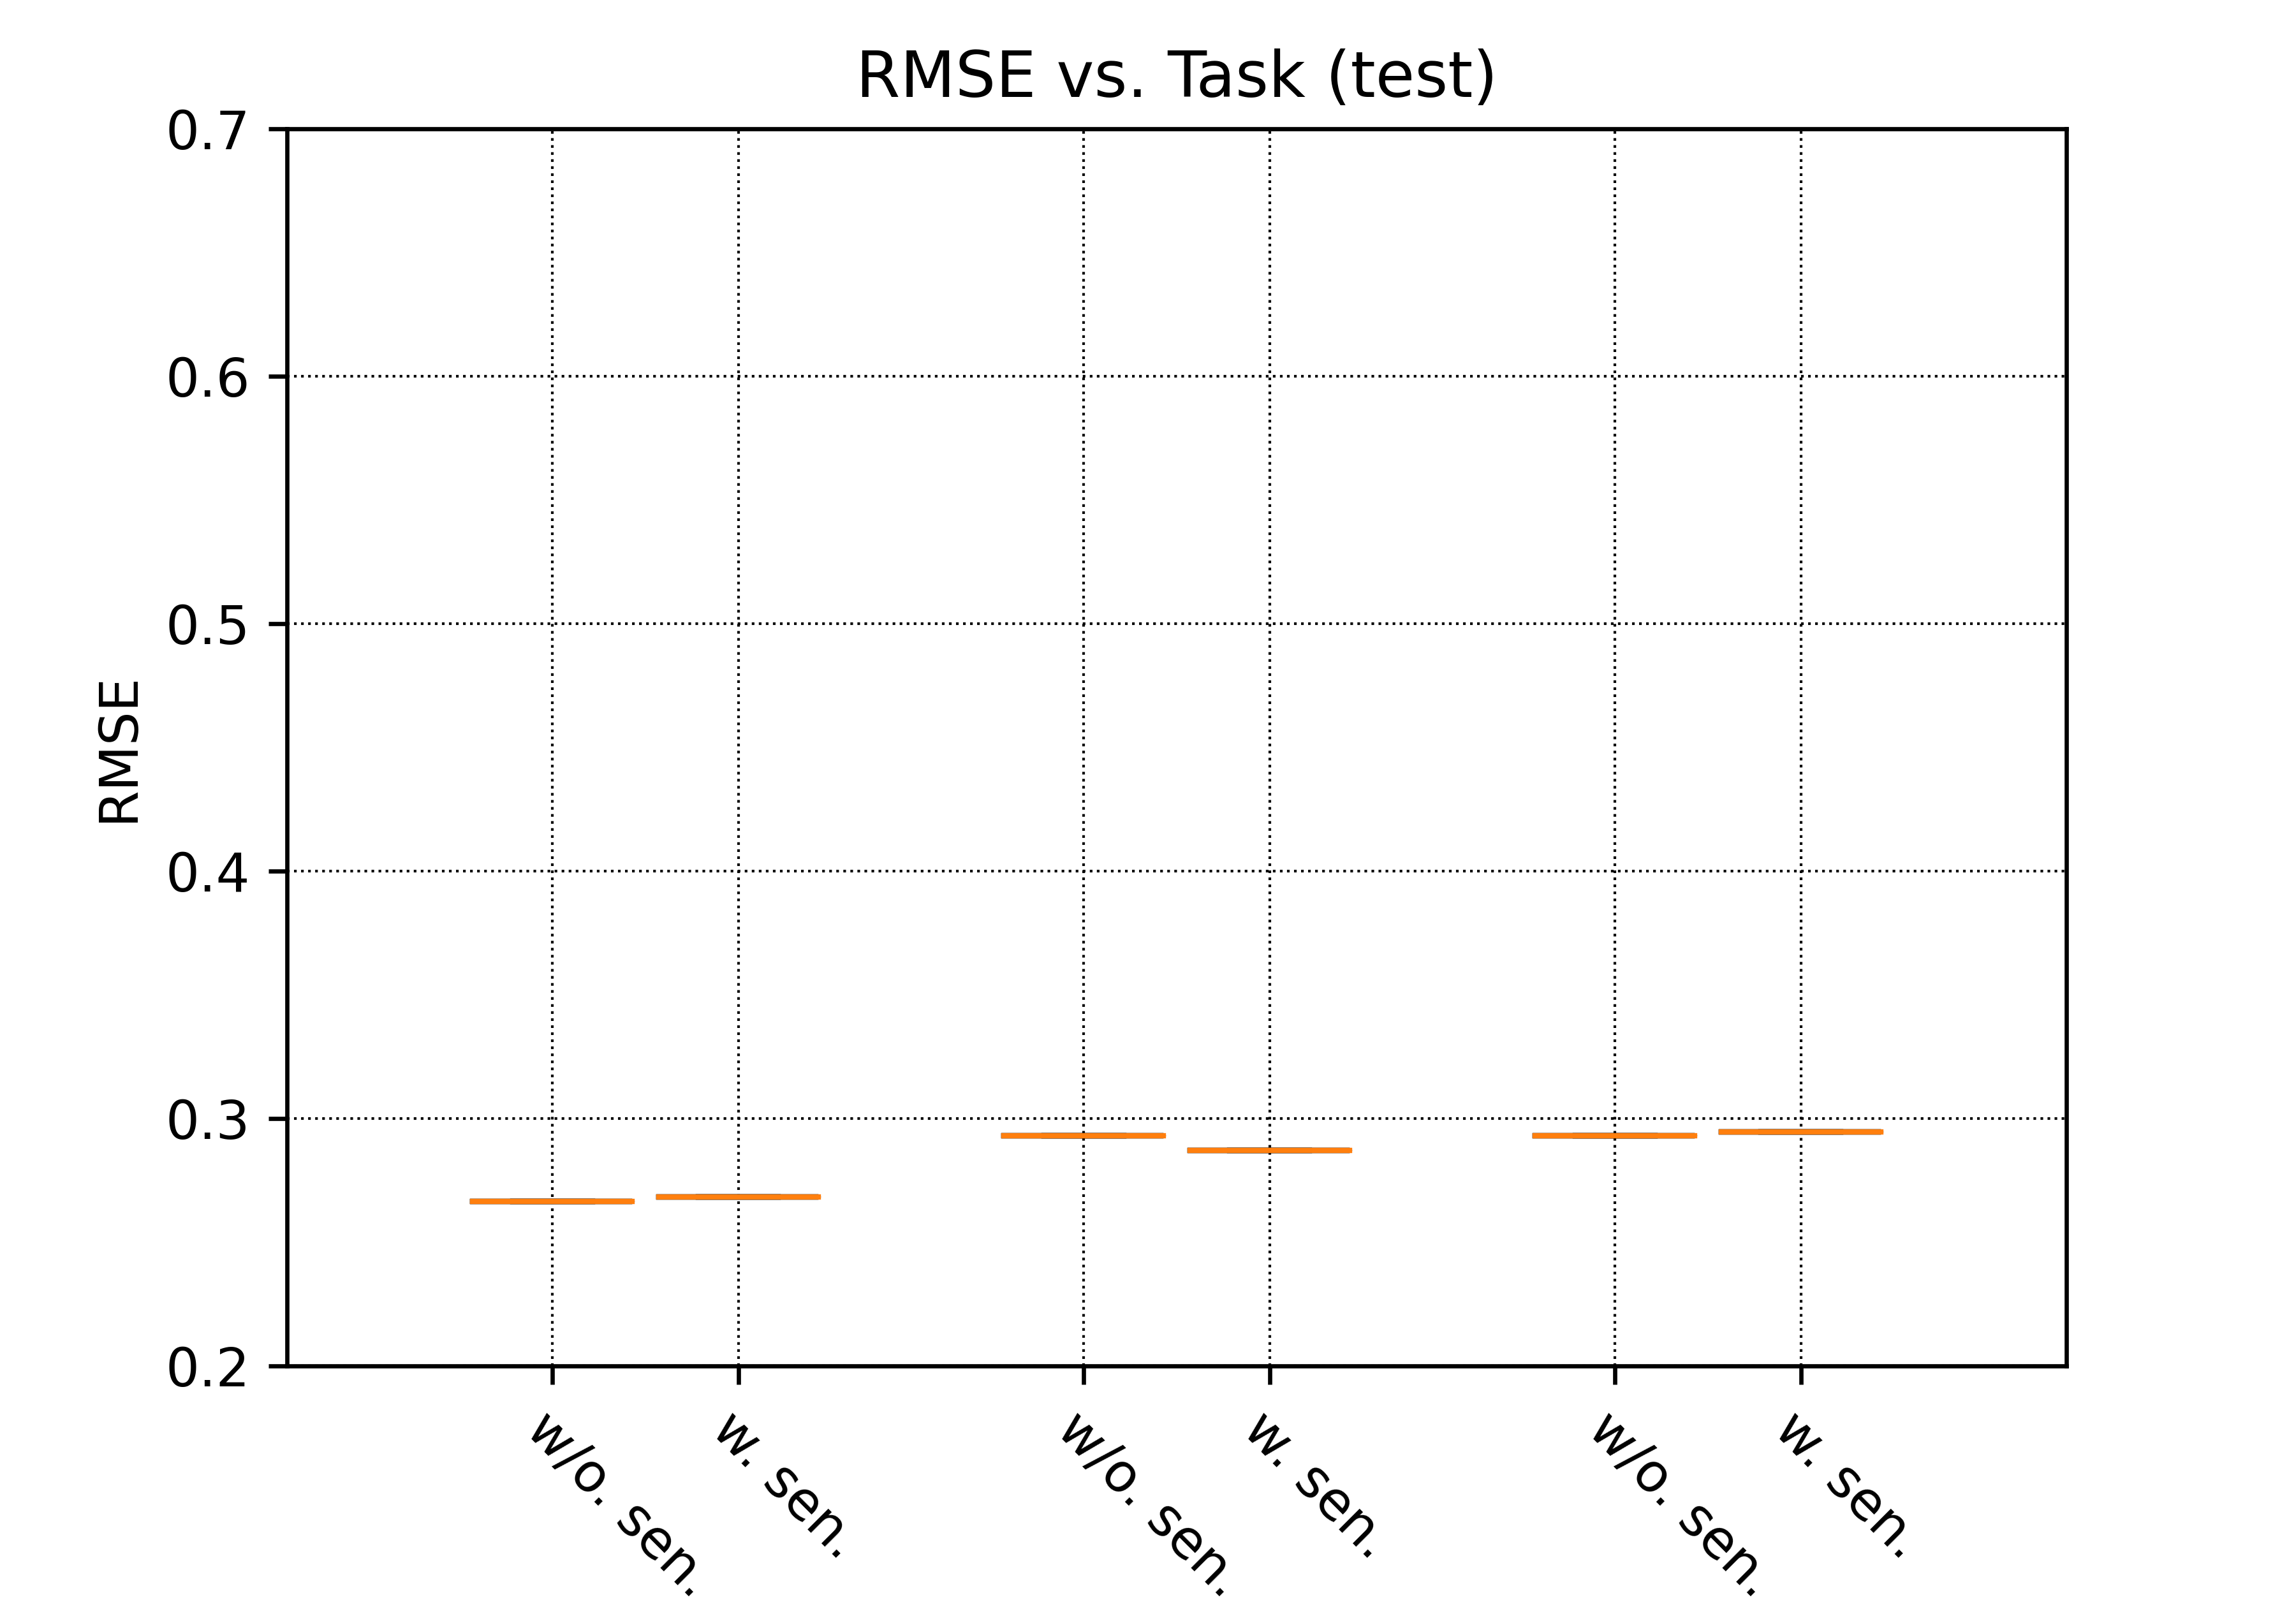 RMSE vs. Task (test)
0.7
0.6
0.5
0.4
0.3
0.2
RMSE
w/o. sen.
w. sen.
w/o. sen.
w. sen.
w/o. sen.
w. sen.